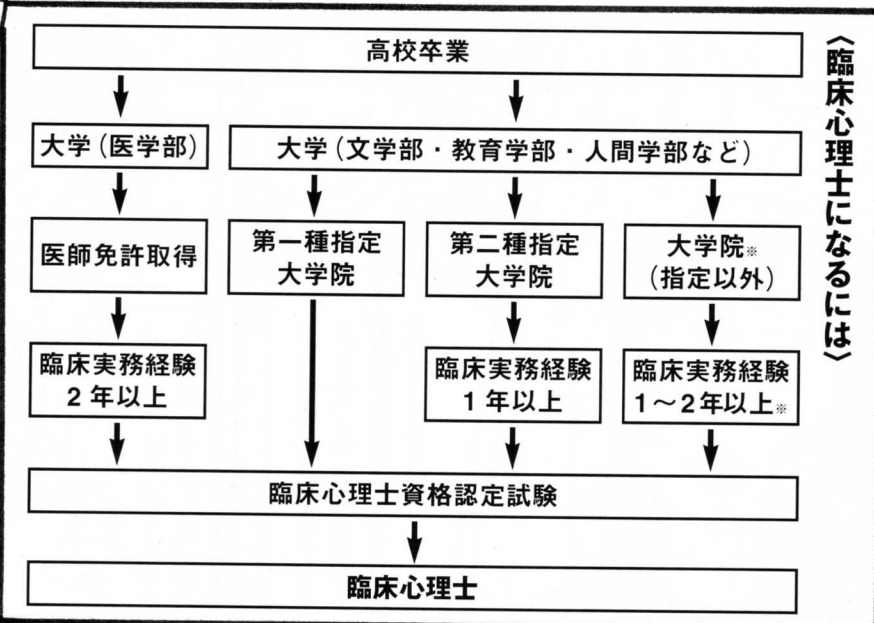 〈臨床心理士になるには〉
高校卒業
大学（医学部）
大学（文学部・教育学部・人間学部など）
医師免許取得
第一種指定
大学院
第二種指定
大学院
大学院※
（指定以外）
臨床実務経験
2年以上
臨床実務経験
1年以上
臨床実務経験
1〜2年以上※
臨床心理士資格認定試験
臨床心理士